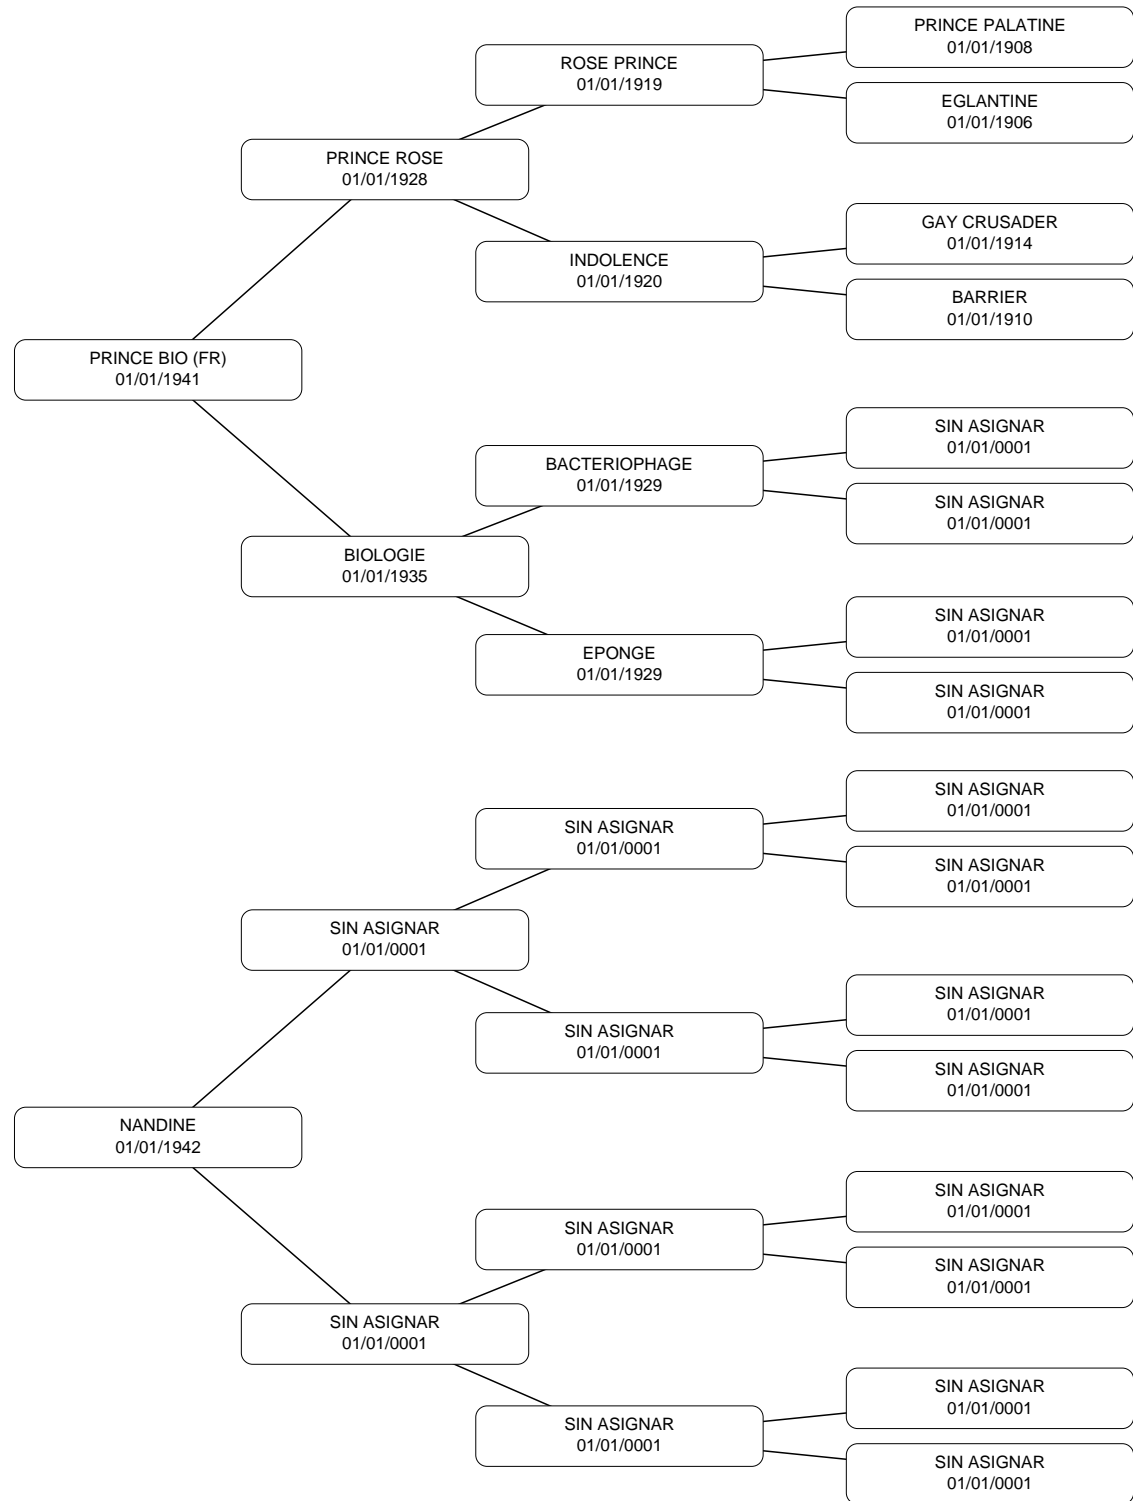 PRINCE PALATINE
01/01/1908
ROSE PRINCE
01/01/1919
EGLANTINE
01/01/1906
PRINCE ROSE
01/01/1928
GAY CRUSADER
01/01/1914
INDOLENCE
01/01/1920
BARRIER
01/01/1910
PRINCE BIO (FR)
01/01/1941
SIN ASIGNAR
01/01/0001
BACTERIOPHAGE
01/01/1929
SIN ASIGNAR
01/01/0001
BIOLOGIE
01/01/1935
SIN ASIGNAR
01/01/0001
EPONGE
01/01/1929
SIN ASIGNAR
01/01/0001
SIN ASIGNAR
01/01/0001
SIN ASIGNAR
01/01/0001
SIN ASIGNAR
01/01/0001
SIN ASIGNAR
01/01/0001
SIN ASIGNAR
01/01/0001
SIN ASIGNAR
01/01/0001
SIN ASIGNAR
01/01/0001
NANDINE
01/01/1942
SIN ASIGNAR
01/01/0001
SIN ASIGNAR
01/01/0001
SIN ASIGNAR
01/01/0001
SIN ASIGNAR
01/01/0001
SIN ASIGNAR
01/01/0001
SIN ASIGNAR
01/01/0001
SIN ASIGNAR
01/01/0001